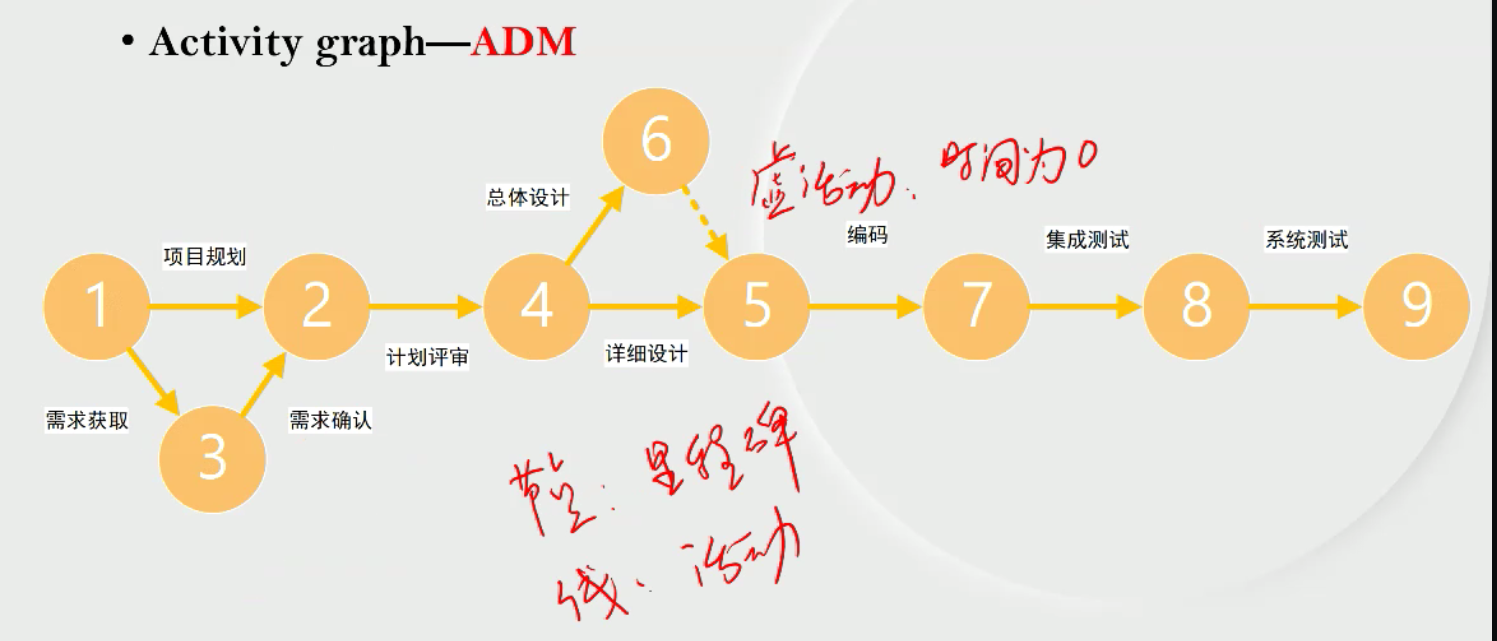 • Activity graph—ADM
6
虚活动. 时间为0
总体设计
编码
项目规划
集成测试
系统测试
1
2
4
5
7
8
9
计划评审
详细设计
需求获取
需求确认
3
节点: 里程碑
线: 活动